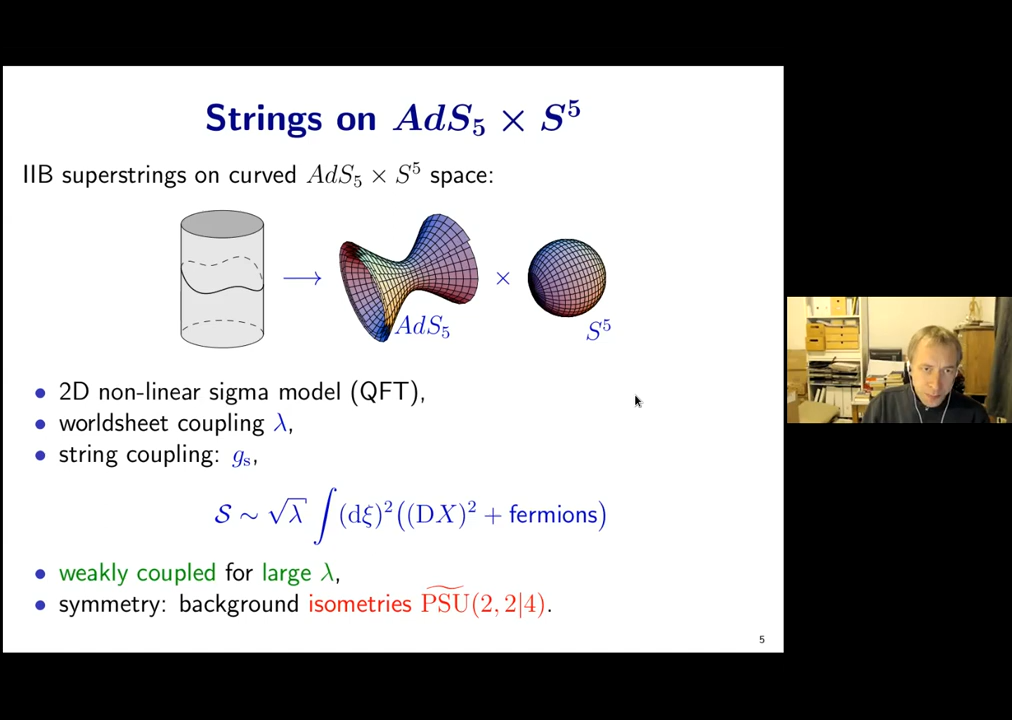 Strings on AdS₅ × S⁵
IIB superstrings on curved AdS₅ × S⁵ space:
⟶ AdS₅ × S⁵
• 2D non-linear sigma model (QFT),
• worldsheet coupling λ,
• string coupling: gₛ,
𝒮 ∼ √λ ∫(dξ)²((DX)² + fermions)
• weakly coupled for large λ,
• symmetry: background isometries P͂S͂U͂(2, 2|4).
5